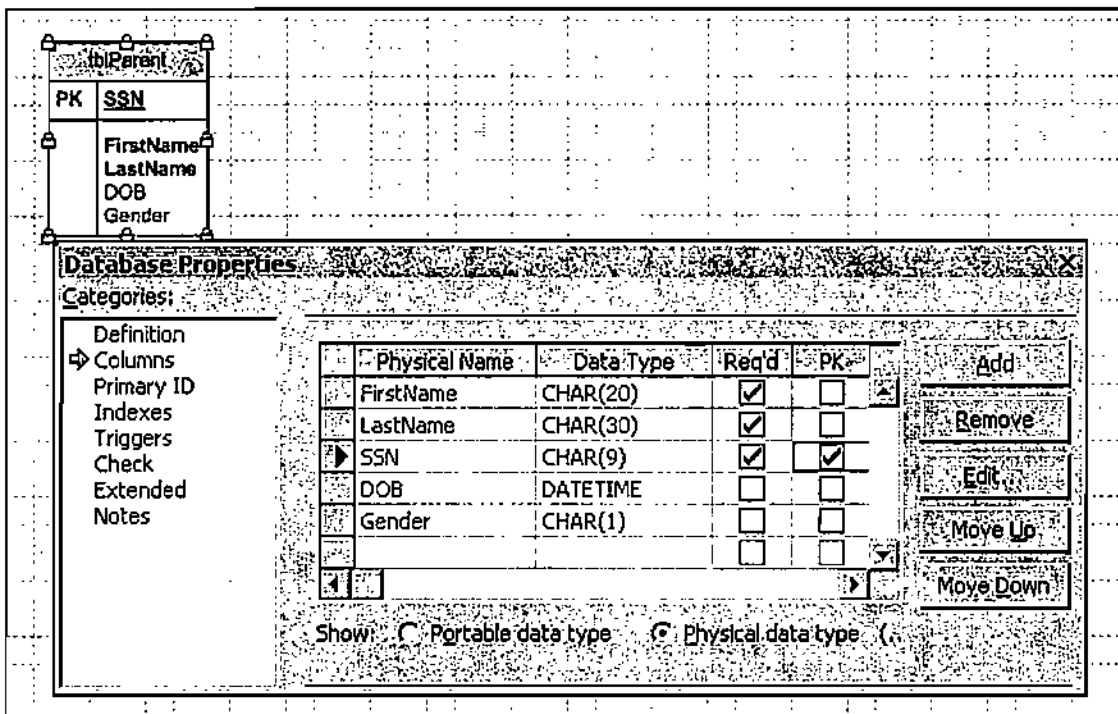 tblParent
PK SSN
FirstName
LastName
DOB
Gender
Database Properties
Categories:
Definition
Columns
Primary ID
Indexes
Triggers
Check
Extended
Notes
Physical Name Data Type Req'd PK
FirstName CHAR(20)
LastName CHAR(30)
SSN CHAR(9)
DOB DATETIME
Gender CHAR(1)
Add
Remove
Edit
Move Up
Move Down
Show: Portable data type Physical data type (.